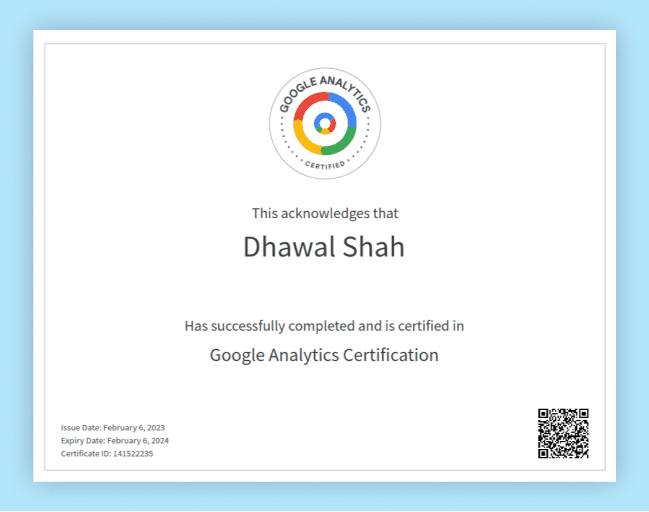 GOOGLE ANALYTICS
CERTIFIED
This acknowledges that
Dhawal Shah
Has successfully completed and is certified in
Google Analytics Certification
Issue Date: February 6, 2023
Expiry Date: February 6, 2024
Certificate ID: 141522235